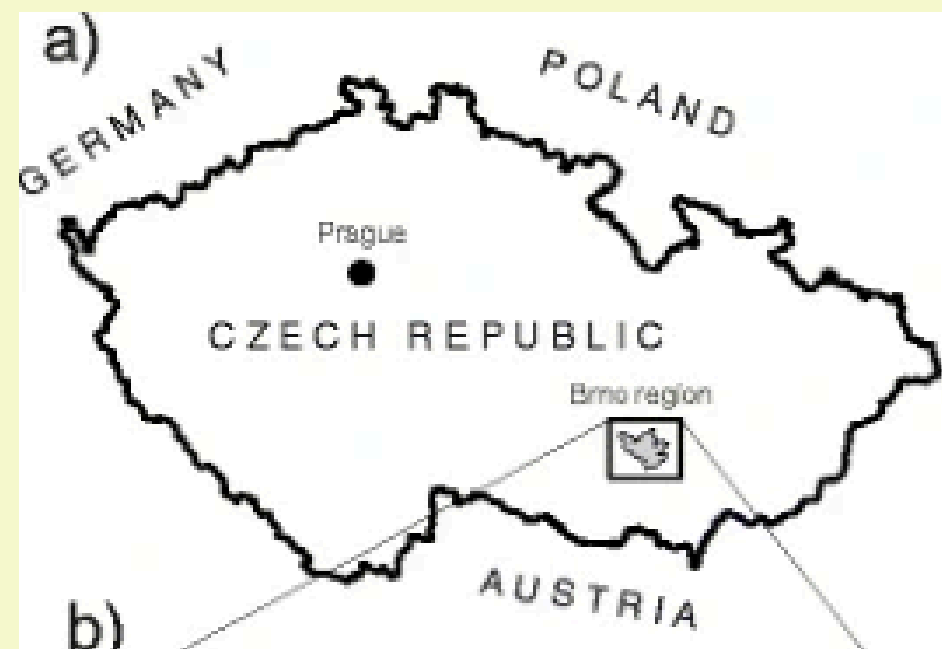 a)
GERMANY
POLAND
Prague
CZECH REPUBLIC
Brno region
AUSTRIA
b)